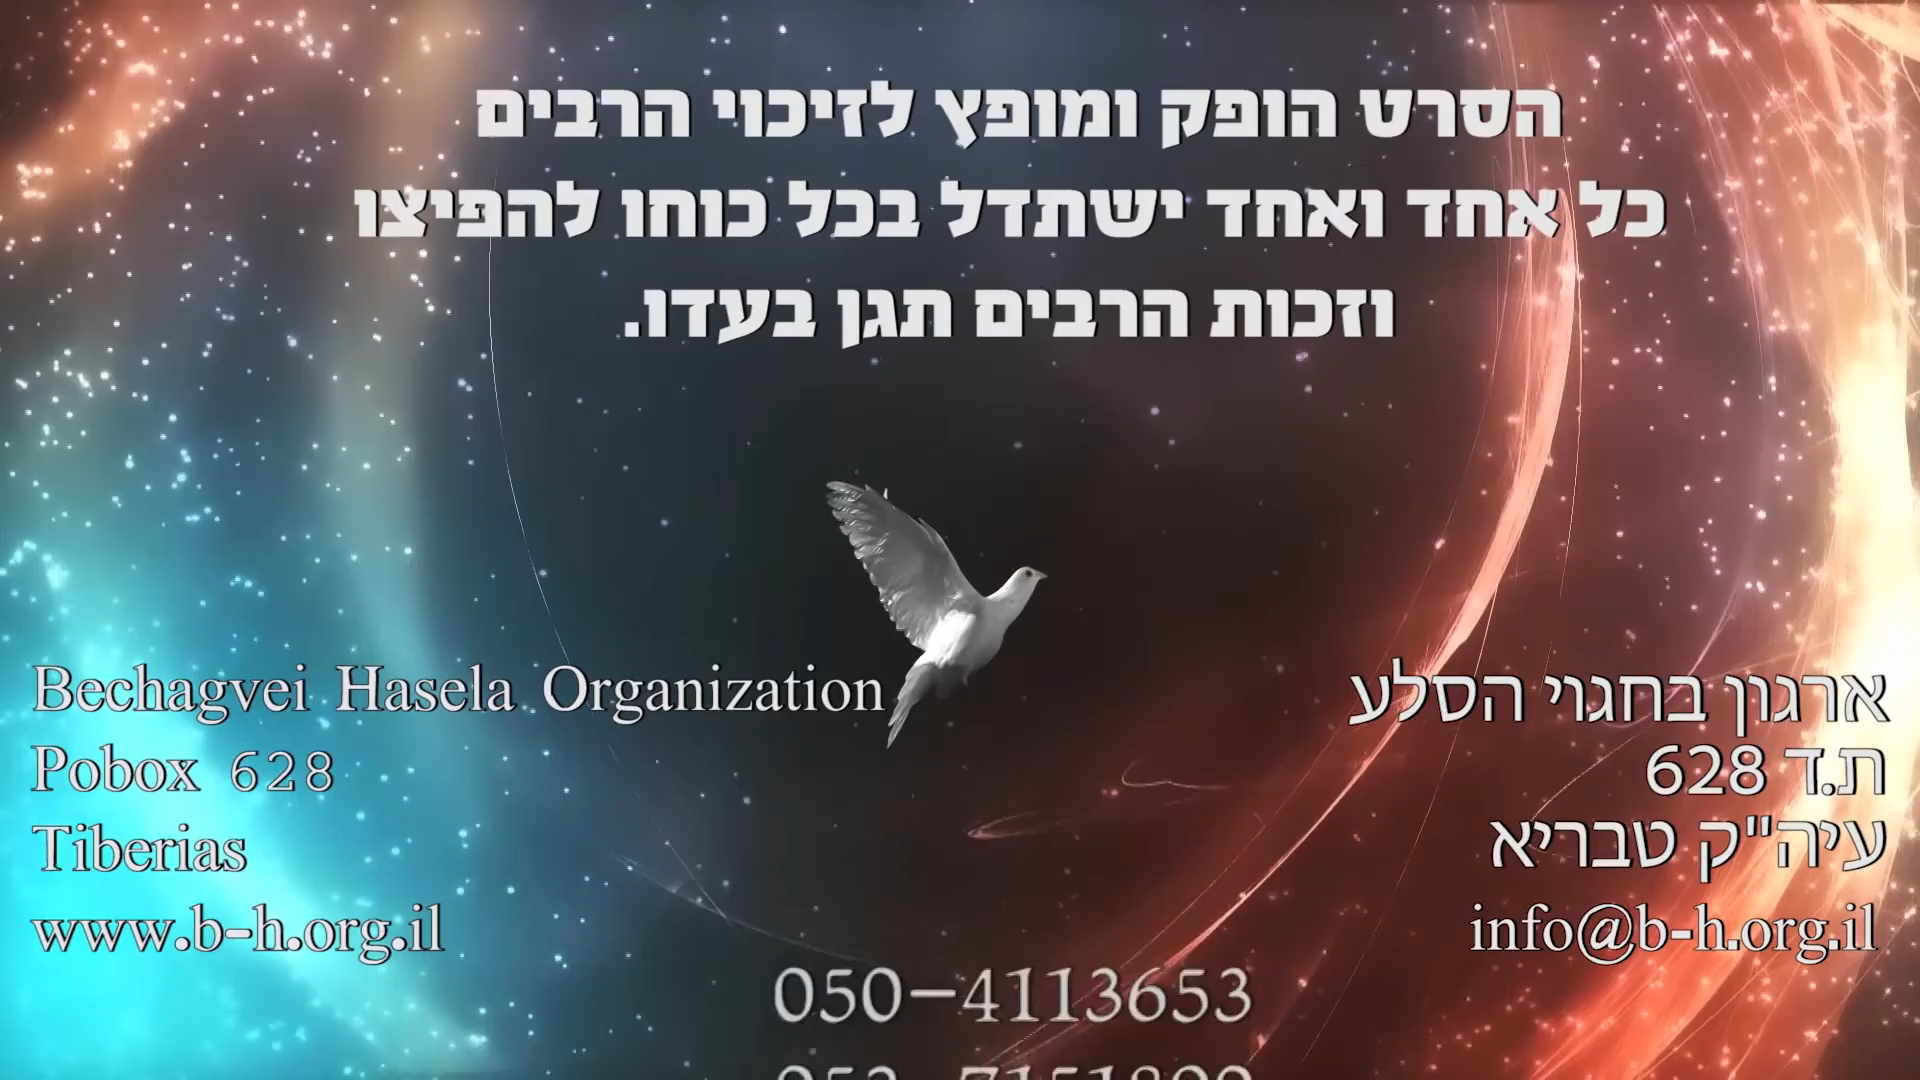 הסרט הופק ומופץ לזיכוי הרבים
כל אחד ואחד ישתדל בכל כוחו להפיצו
וזכות הרבים תגן בעדו.
Bechagvei Hasela Organization
Pobox 628
Tiberias
www.b-h.org.il
ארגון בחגוי הסלע
ת.ד 628
עיה"ק טבריא
info@b-h.org.il
050-4113653